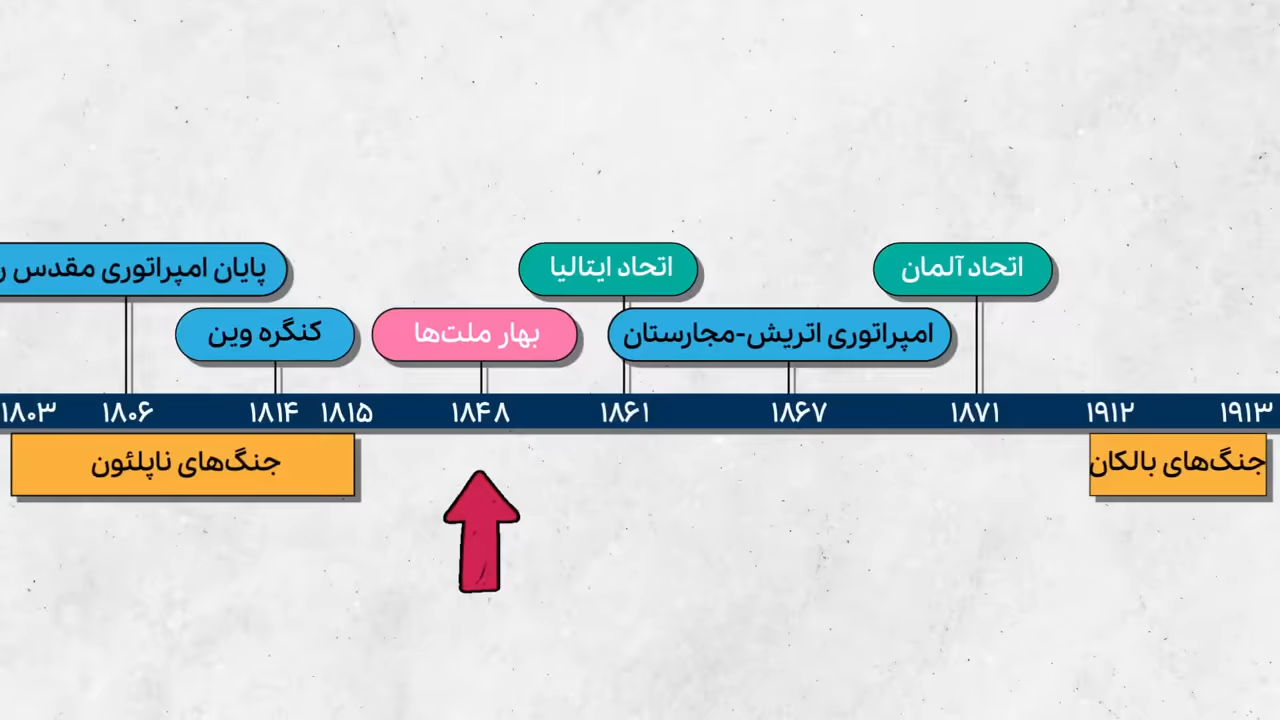 اتحاد ایتالیا
اتحاد آلمان
پایان امپراتوری مقدس
کنگره وین
بهار ملت‌ها
امپراتوری اتریش-مجارستان
۱۸۰۳ ۱۸۰۶ ۱۸۱۴ ۱۸۱۵ ۱۸۴۸ ۱۸۶۱ ۱۸۶۷ ۱۸۷۱ ۱۹۱۲ ۱۹۱۳
جنگ‌های ناپلئون
جنگ‌های بالکان